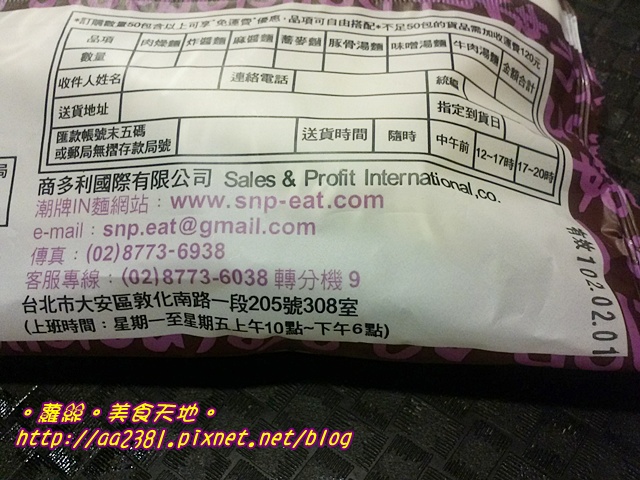 *訂購數量50包含以上可享"免運費"優惠,品項可自由搭配*不足50包的貨品需加收運費120元
品項 肉燥麵 炸醬麵 麻醬麵 蕎麥麵 豚骨湯麵 味噌湯麵 牛肉湯麵 金額合計
數量
收件人姓名 連絡電話 統編
送貨地址 指定到貨日
匯款帳號末五碼
或郵局無摺存款局號 送貨時間 隨時 中午前 12~17時 17~20時
商多利國際有限公司 Sales & Profit International,co.
潮牌IN麵網站:www.snp-eat.com
e-mail:snp.eat@gmail.com
傳真:(02)8773-6938
客服專線:(02)8773-6038 轉分機 9
台北市大安區敦化南路一段205號308室
(上班時間:星期一至星期五上午10點~下午6點)
有效102.02.01
。蘿絲。美食天地。
http://aa2381.pixnet.net/blog